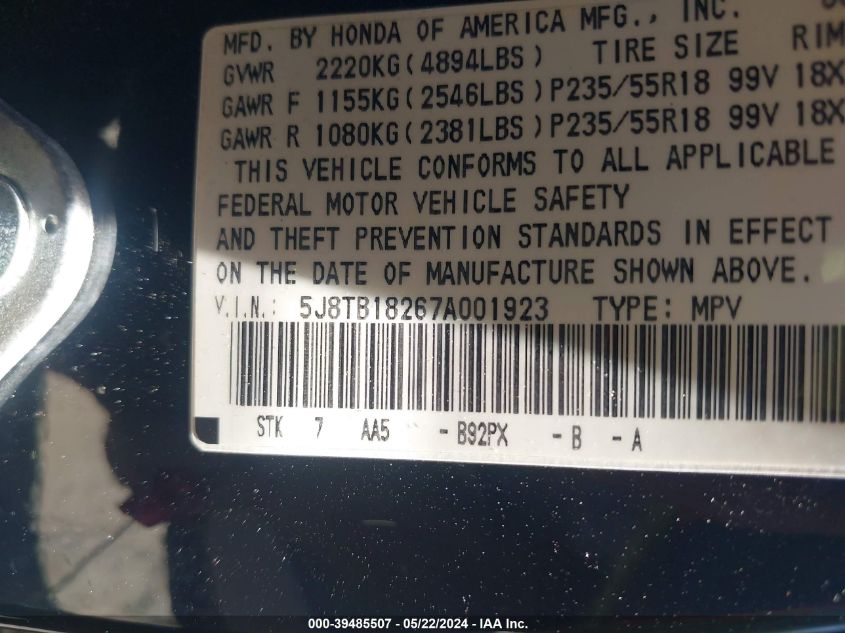 MFD. BY HONDA OF AMERICA MFG., INC.
GVWR 2220KG(4894LBS) TIRE SIZE RIM
GAWR F 1155KG(2546LBS)P235/55R18 99V 18X
GAWR R 1080KG(2381LBS)P235/55R18 99V 18X
THIS VEHICLE CONFORMS TO ALL APPLICABLE
FEDERAL MOTOR VEHICLE SAFETY
AND THEFT PREVENTION STANDARDS IN EFFECT
ON THE DATE OF MANUFACTURE SHOWN ABOVE.
V.I.N.: 5J8TB18267A001923 TYPE: MPV
STK 7 AA5 -B92PX -B -A
000-39485507 - 05/22/2024 - IAA Inc.